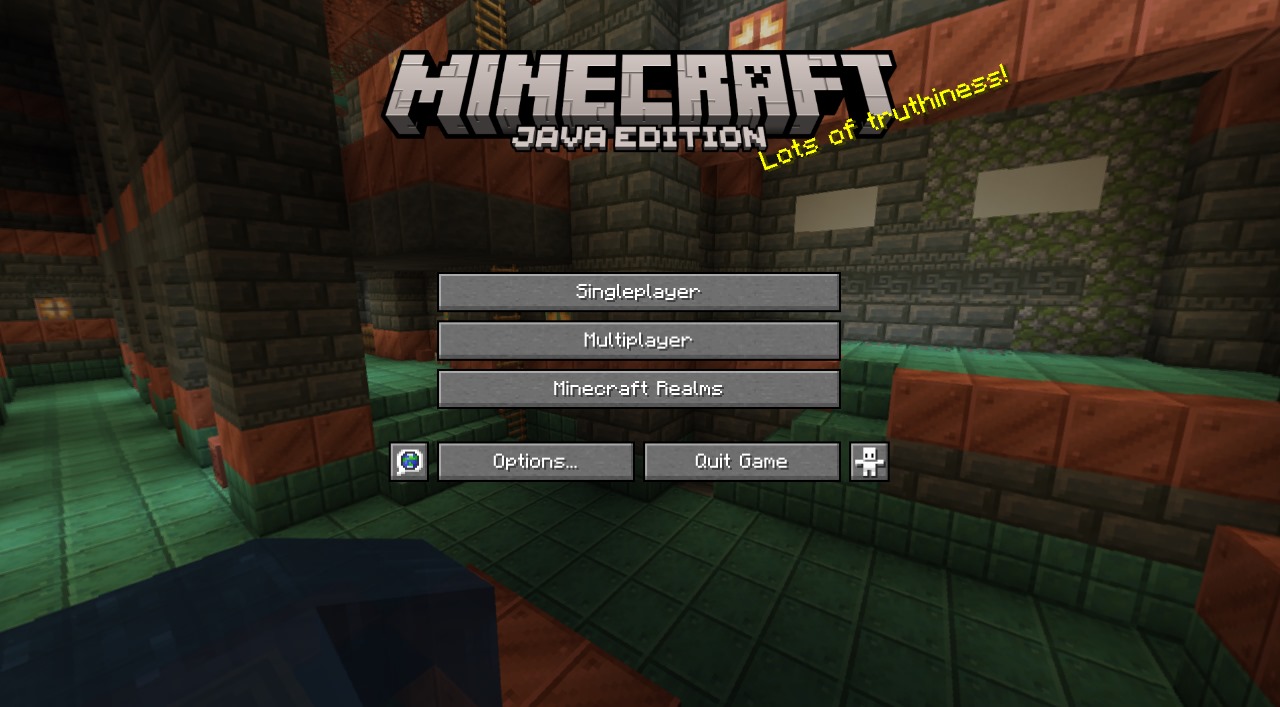 MINECRAFT
JAVA EDITION
Lots of truthiness!
Singleplayer
Multiplayer
Minecraft Realms
Options...
Quit Game